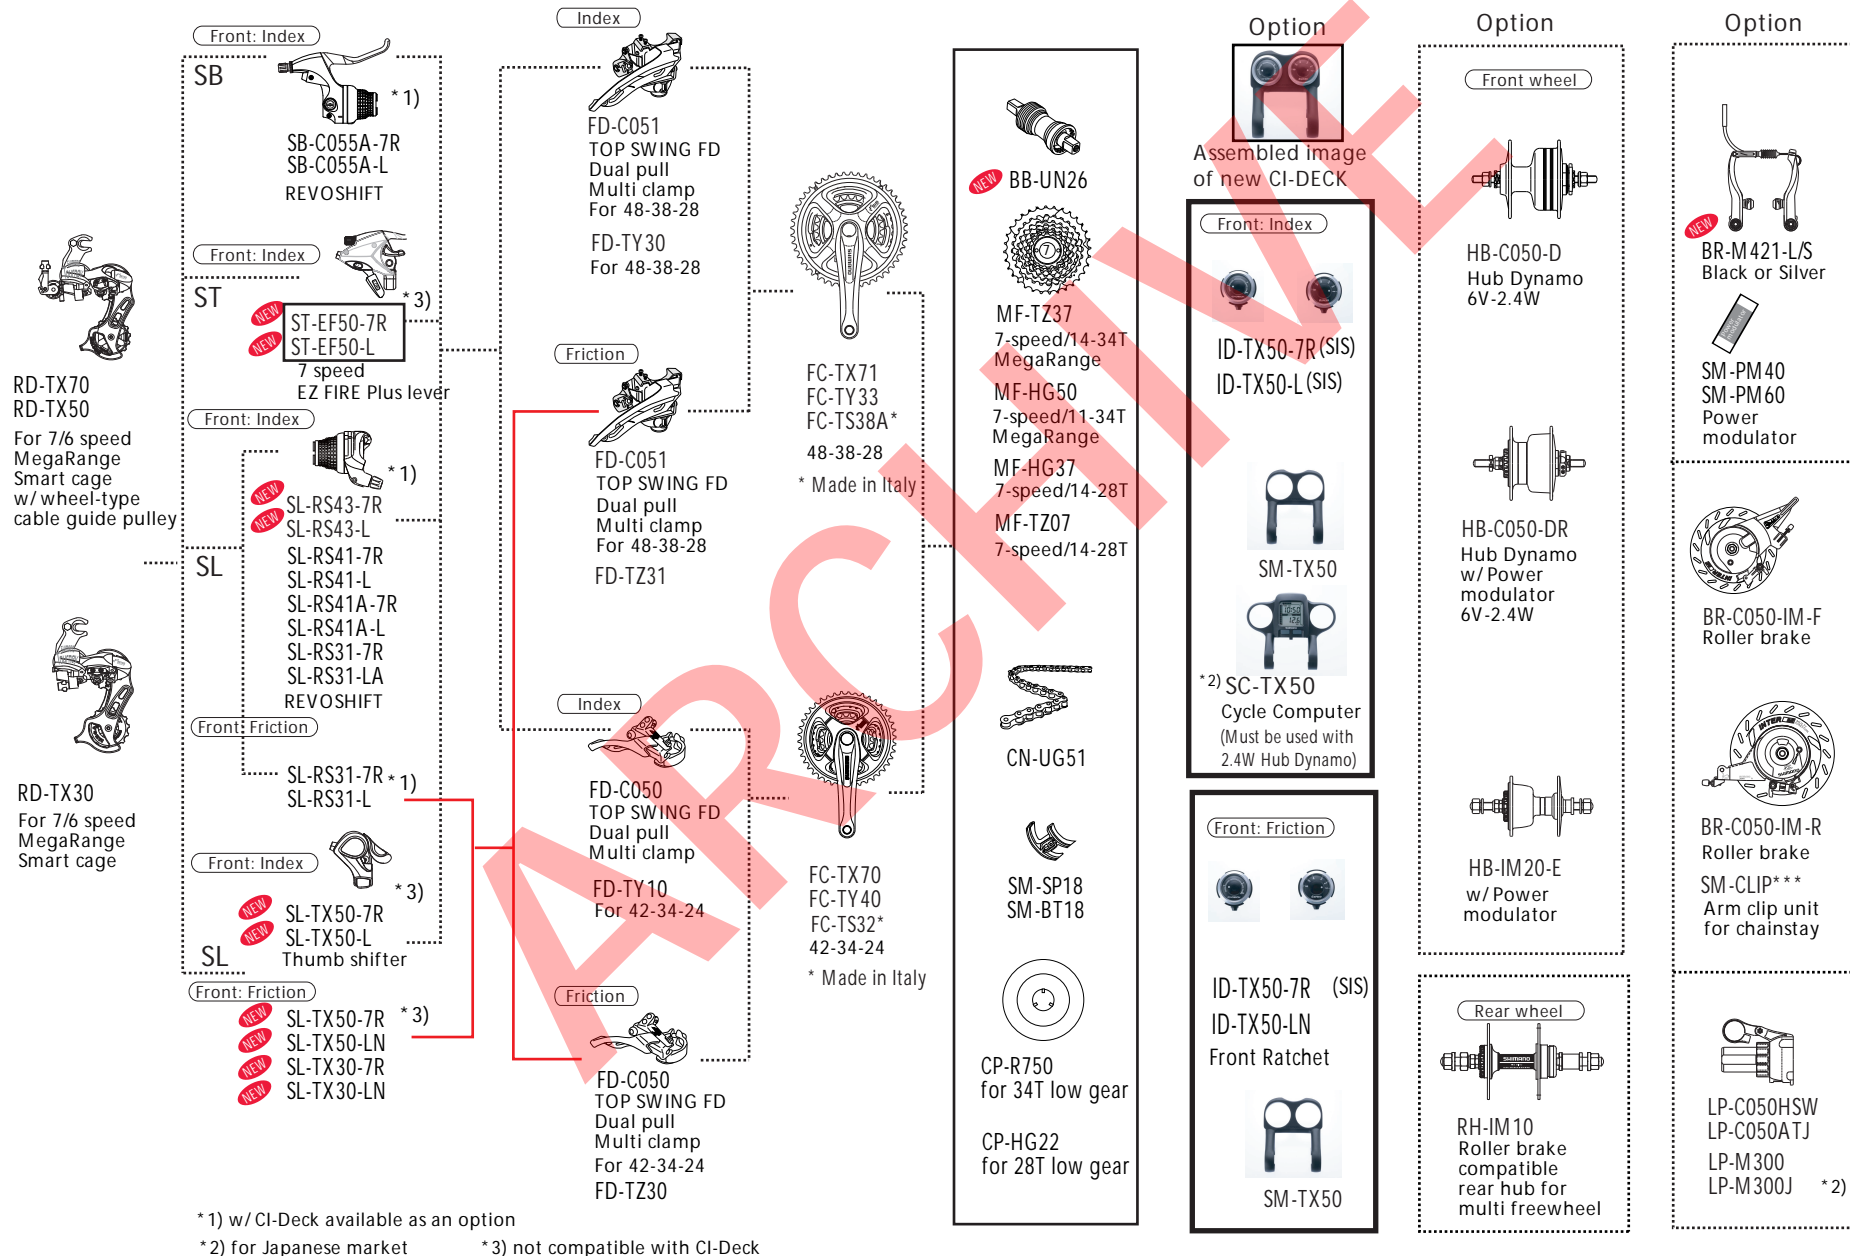 Front: Index
SB
*1)
SB-C055A-7R
SB-C055A-L
REVOSHIFT
Front: Index
ST
*3)
NEW
ST-EF50-7R
NEW
ST-EF50-L
7 speed
EZ FIRE Plus lever
RD-TX70
RD-TX50
For 7/6 speed
MegaRange
Smart cage
w/ wheel-type
cable guide pulley
Front: Index
*1)
NEW
SL-RS43-7R
NEW
SL-RS43-L
SL
SL-RS41-7R
SL-RS41-L
SL-RS41A-7R
SL-RS41A-L
SL-RS31-7R
SL-RS31-LA
REVOSHIFT
Front: Friction
SL-RS31-7R
*1)
SL-RS31-L
RD-TX30
For 7/6 speed
MegaRange
Smart cage
Front: Index
*3)
NEW
SL-TX50-7R
NEW
SL-TX50-L
Thumb shifter
SL
Front: Friction
NEW
SL-TX50-7R
*3)
NEW
SL-TX50-LN
NEW
SL-TX30-7R
NEW
SL-TX30-LN
Index
FD-C051
TOP SWING FD
Dual pull
Multi clamp
For 48-38-28
FD-TY30
For 48-38-28
Friction
FD-C051
TOP SWING FD
Dual pull
Multi clamp
For 48-38-28
FD-TZ31
Index
FD-C050
TOP SWING FD
Dual pull
Multi clamp
FD-TY10
For 42-34-24
Friction
FD-C050
TOP SWING FD
Dual pull
Multi clamp
For 42-34-24
FD-TZ30
FC-TX71
FC-TY33
FC-TS38A*
48-38-28
* Made in Italy
FC-TX70
FC-TY40
FC-TS32*
42-34-24
* Made in Italy
NEW
BB-UN26
7
MF-TZ37
7-speed/14-34T
MegaRange
MF-HG50
7-speed/11-34T
MegaRange
MF-HG37
7-speed/14-28T
MF-TZ07
7-speed/14-28T
CN-UG51
SM-SP18
SM-BT18
CP-R750
for 34T low gear
CP-HG22
for 28T low gear
Option
Assembled image
of new CI-DECK
Front: Index
ID-TX50-7R (SIS)
ID-TX50-L (SIS)
SM-TX50
*2) SC-TX50
Cycle Computer
(Must be used with
2.4W Hub Dynamo)
Front: Friction
ID-TX50-7R (SIS)
ID-TX50-LN
Front Ratchet
SM-TX50
Option
Front wheel
HB-C050-D
Hub Dynamo
6V-2.4W
HB-C050-DR
Hub Dynamo
w/ Power
modulator
6V-2.4W
HB-IM20-E
w/ Power
modulator
Rear wheel
SHIMANO
RH-IM10
Roller brake
compatible
rear hub for
multi freewheel
Option
NEW
BR-M421-L/S
Black or Silver
SM-PM40
SM-PM60
Power
modulator
BR-C050-IM-F
Roller brake
BR-C050-IM-R
Roller brake
SM-CLIP***
Arm clip unit
for chainstay
LP-C050HSW
LP-C050ATJ
LP-M300
LP-M300J
*2)
*1) w/ CI-Deck available as an option
*2) for Japanese market
*3) not compatible with CI-Deck
ARCHIVE